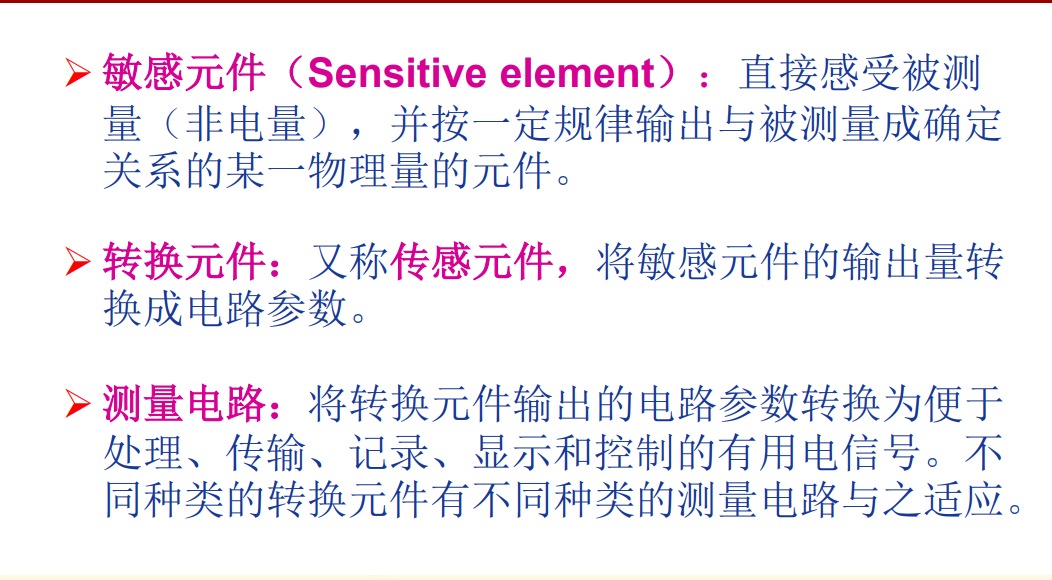 敏感元件（Sensitive element）：直接感受被测
量（非电量），并按一定规律输出与被测量成确定
关系的某一物理量的元件。
转换元件：又称传感元件，将敏感元件的输出量转
换成电路参数。
测量电路：将转换元件输出的电路参数转换为便于
处理、传输、记录、显示和控制的有用电信号。不
同种类的转换元件有不同种类的测量电路与之适应。